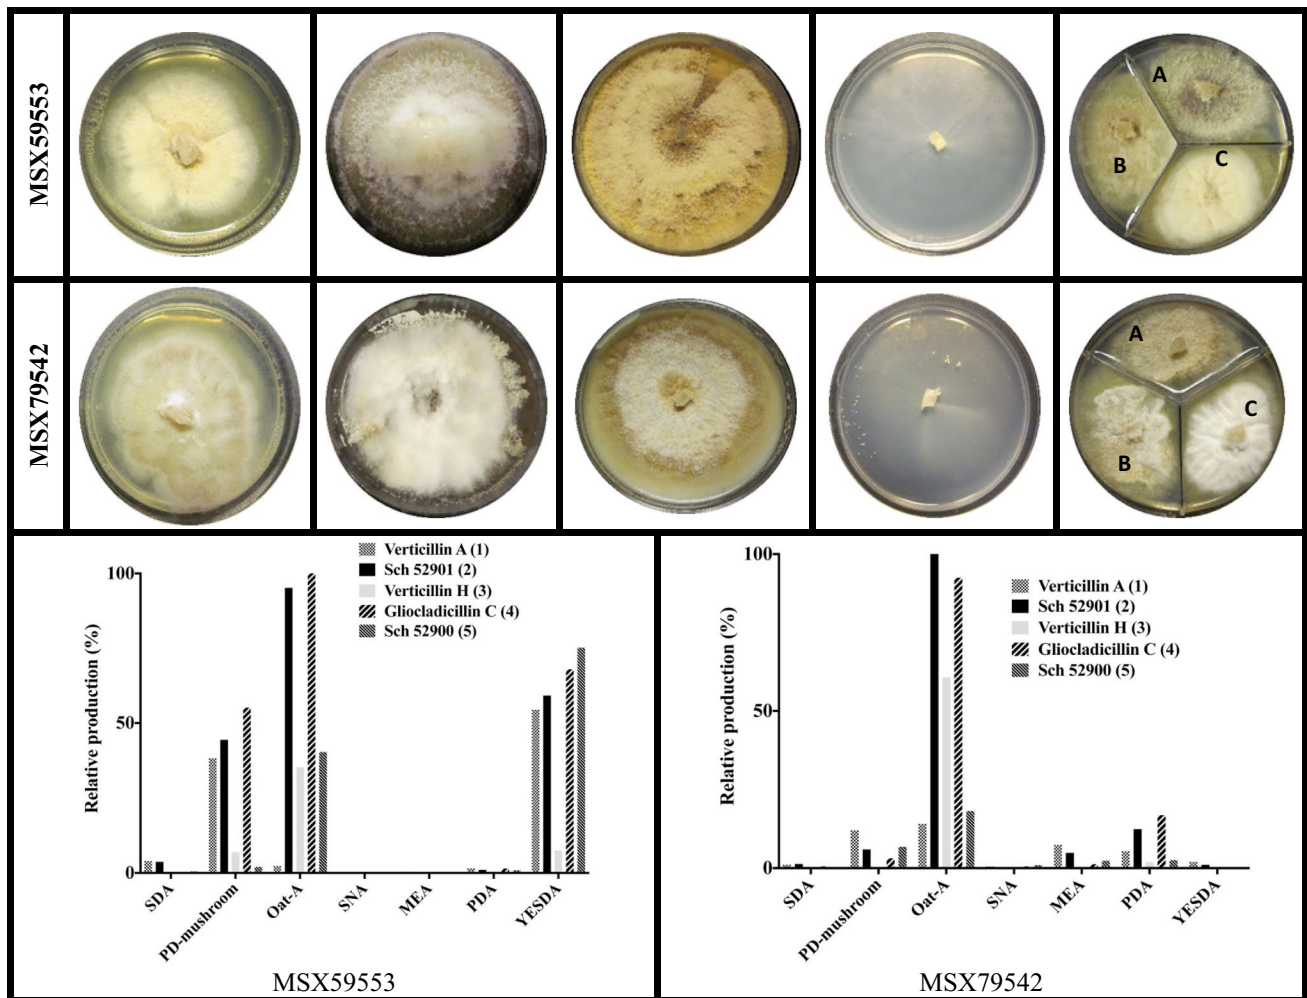 MSX59553
A
B
C
MSX79542
A
B
C
Verticillin A (1)
Sch 52901 (2)
Verticillin H (3)
Gliocladicillin C (4)
Sch 52900 (5)
Relative production (%)
100
50
0
SDA
PD-mushroom
Oat-A
SNA
MEA
PDA
YESDA
MSX59553
Verticillin A (1)
Sch 52901 (2)
Verticillin H (3)
Gliocladicillin C (4)
Sch 52900 (5)
Relative production (%)
100
50
0
SDA
PD-mushroom
Oat-A
SNA
MEA
PDA
YESDA
MSX79542